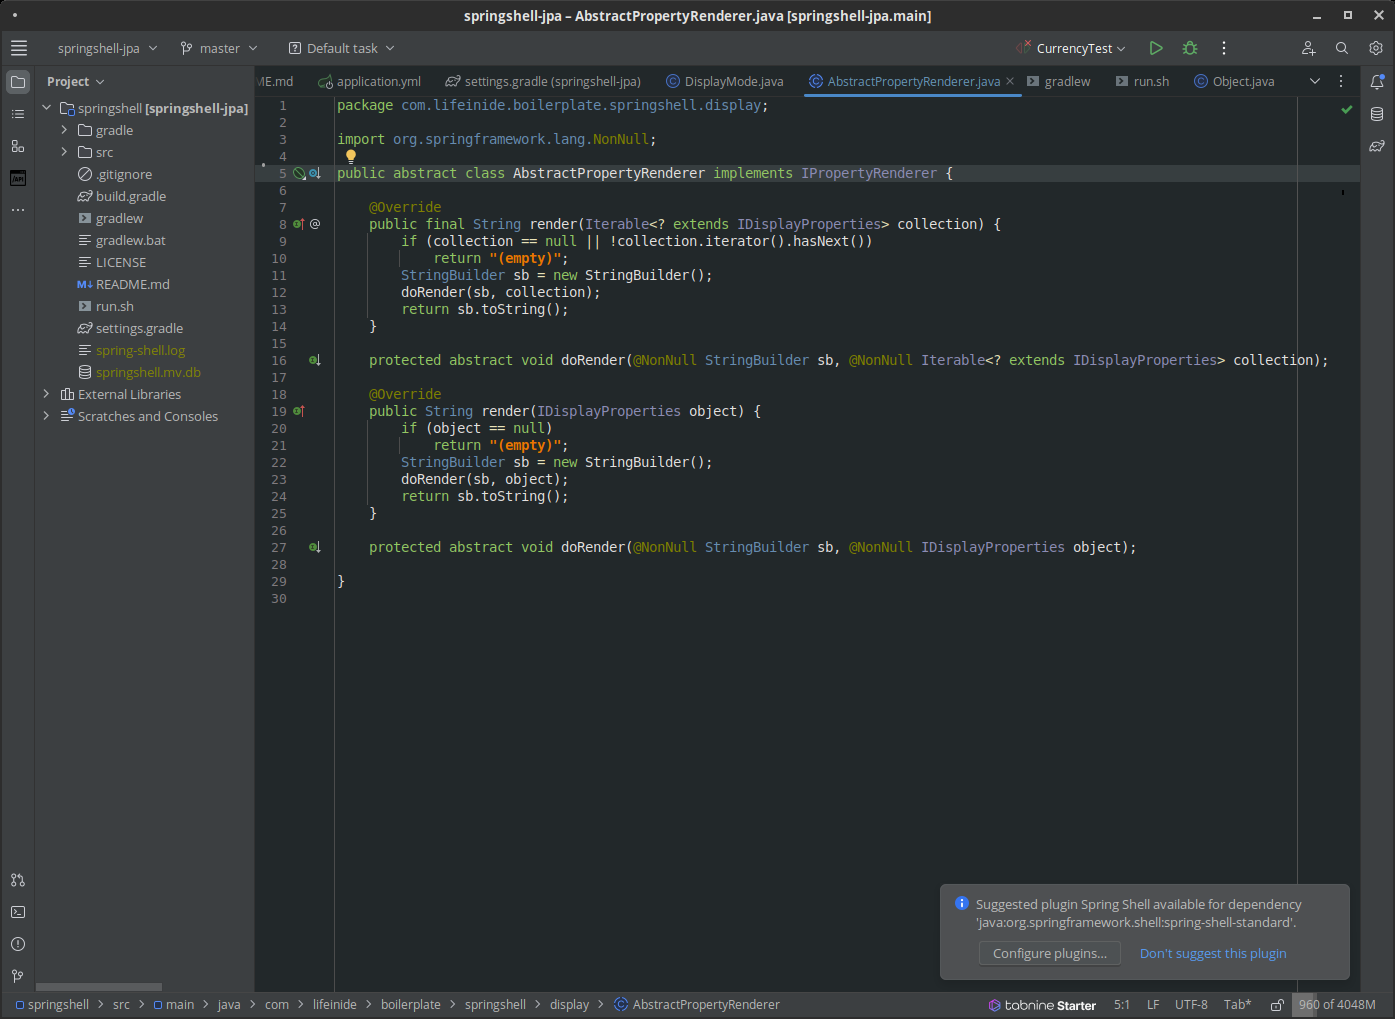 springshell-jpa – AbstractPropertyRenderer.java [springshell-jpa.main]
springshell-jpa master Default task CurrencyTest
Project
ME.md application.yml settings.gradle (springshell-jpa) DisplayMode.java AbstractPropertyRenderer.java gradlew run.sh Object.java
springshell [springshell-jpa]
gradle
src
.gitignore
build.gradle
gradlew
gradlew.bat
LICENSE
M↓ README.md
run.sh
settings.gradle
spring-shell.log
springshell.mv.db
External Libraries
Scratches and Consoles
1 package com.lifeinide.boilerplate.springshell.display;
2
3 import org.springframework.lang.NonNull;
4
5 public abstract class AbstractPropertyRenderer implements IPropertyRenderer {
6
7 @Override
8 @ public final String render(Iterable<? extends IDisplayProperties> collection) {
9 if (collection == null || !collection.iterator().hasNext())
10 return "(empty)";
11 StringBuilder sb = new StringBuilder();
12 doRender(sb, collection);
13 return sb.toString();
14 }
15
16 protected abstract void doRender(@NonNull StringBuilder sb, @NonNull Iterable<? extends IDisplayProperties> collection);
17
18 @Override
19 public String render(IDisplayProperties object) {
20 if (object == null)
21 return "(empty)";
22 StringBuilder sb = new StringBuilder();
23 doRender(sb, object);
24 return sb.toString();
25 }
26
27 protected abstract void doRender(@NonNull StringBuilder sb, @NonNull IDisplayProperties object);
28
29 }
30
Suggested plugin Spring Shell available for dependency
'java:org.springframework.shell:spring-shell-standard'.
Configure plugins... Don't suggest this plugin
springshell > src > main > java > com > lifeinide > boilerplate > springshell > display > AbstractPropertyRenderer tabnine Starter 5:1 LF UTF-8 Tab* 960 of 4048M